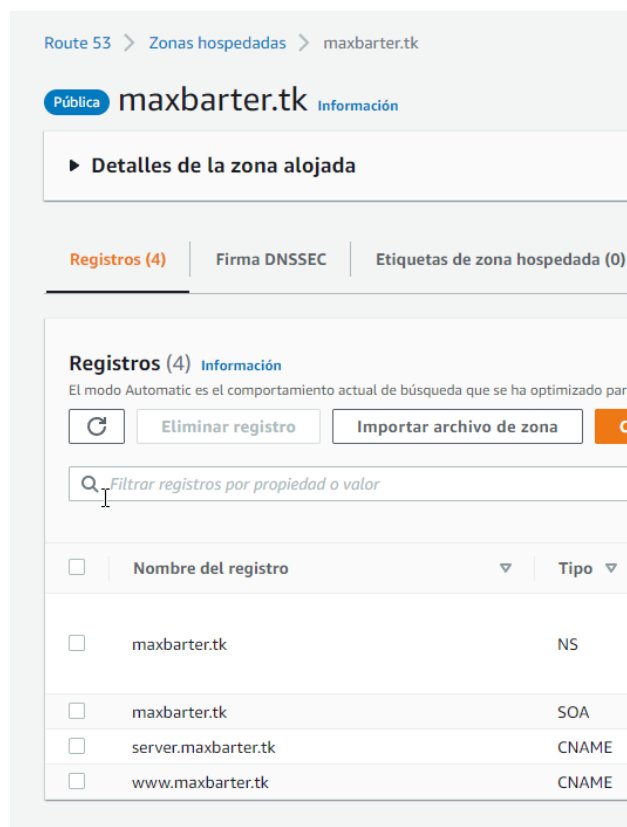 Route 53 > Zonas hospedadas > maxbarter.tk
Pública maxbarter.tk Información
Detalles de la zona alojada
Registros (4) Firma DNSSEC Etiquetas de zona hospedada (0)
Registros (4) Información
El modo Automatic es el comportamiento actual de búsqueda que se ha optimizado
Eliminar registro Importar archivo de zona
Filtrar registros por propiedad o valor
Nombre del registro Tipo
maxbarter.tk NS
maxbarter.tk SOA
server.maxbarter.tk CNAME
www.maxbarter.tk CNAME